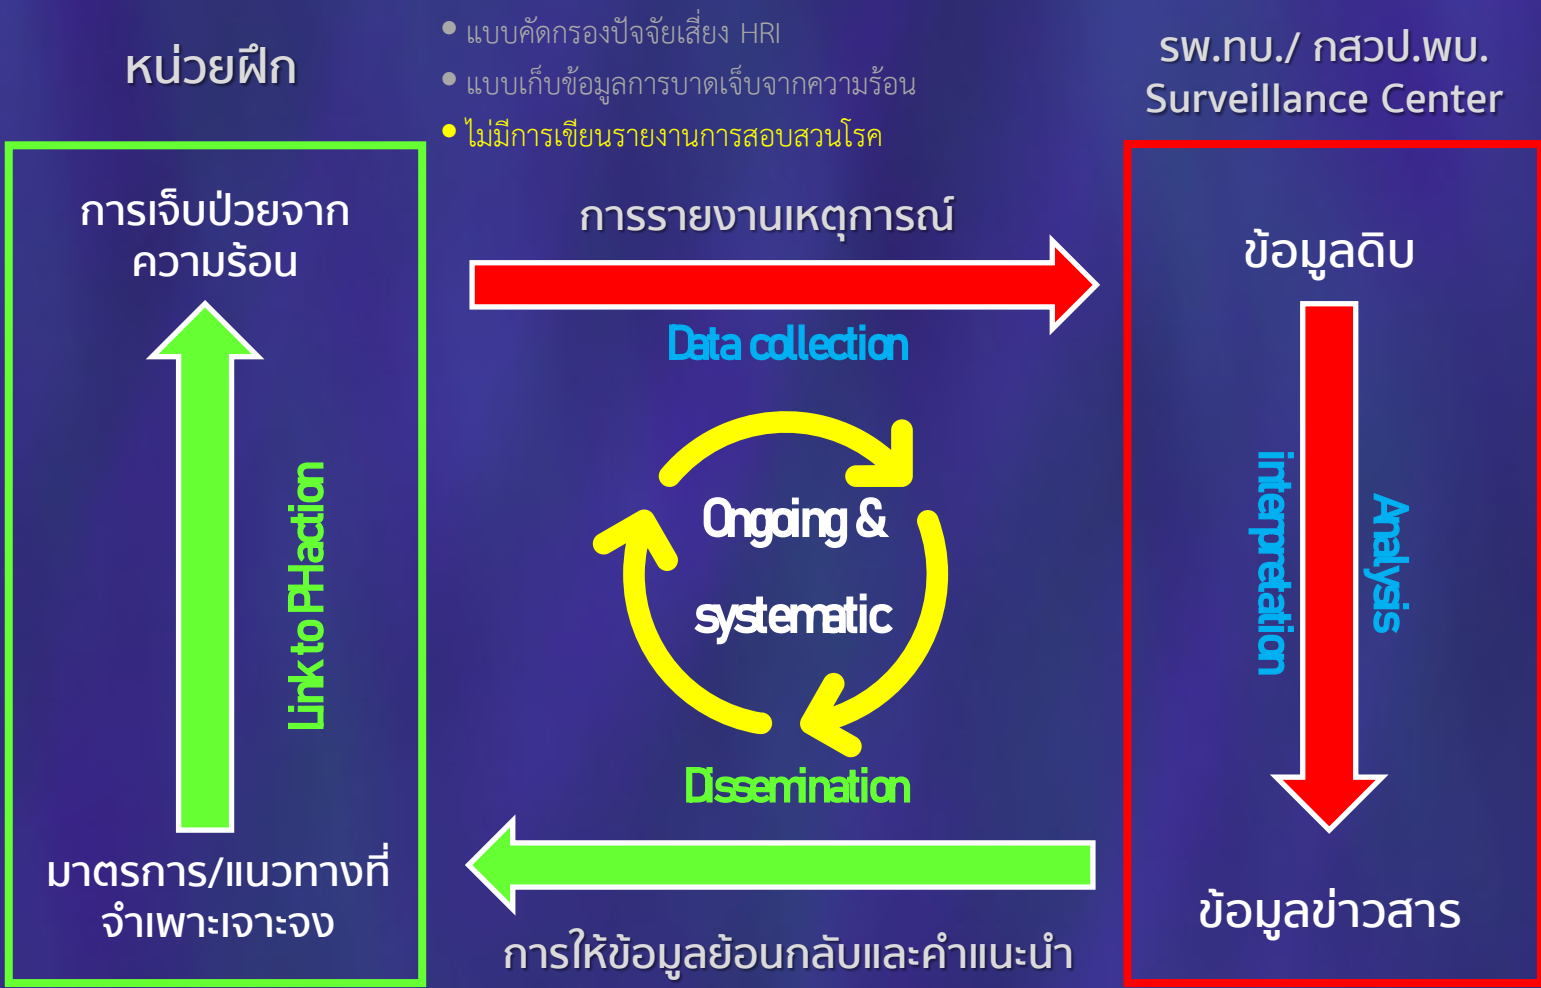 หน่วยฝึก
• แบบคัดกรองปัจจัยเสี่ยง HRI
• แบบเก็บข้อมูลการบาดเจ็บจากความร้อน
• ไม่มีการเขียนรายงานการสอบสวนโรค
รพ.ทบ./ กสวป.พบ.
Surveillance Center
การเจ็บป่วยจาก
ความร้อน
การรายงานเหตุการณ์
Data collection
ข้อมูลดิบ
Link to PH action
Ongoing &
systematic
Analysis
interpretation
Dissemination
มาตรการ/แนวทางที่
จำเพาะเจาะจง
การให้ข้อมูลย้อนกลับและคำแนะนำ
ข้อมูลข่าวสาร